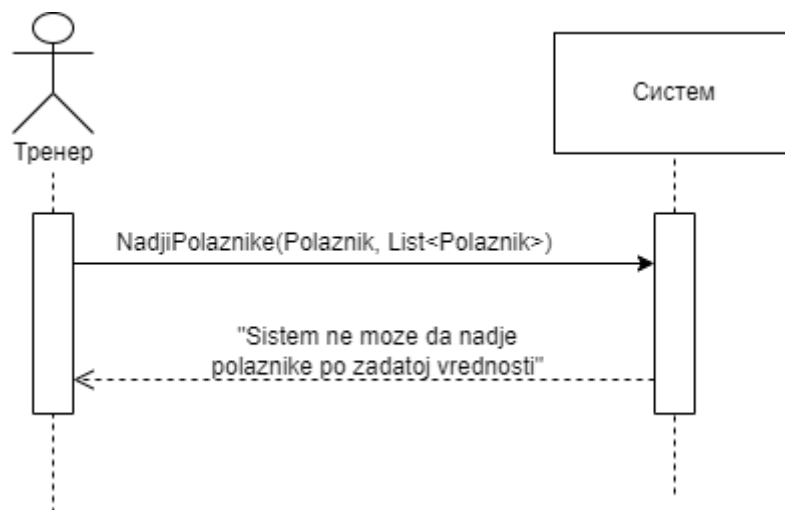 Тренер
Систем
NadjiPolaznike(Polaznik, List<Polaznik>)
"Sistem ne moze da nadje
polaznike po zadatoj vrednosti"